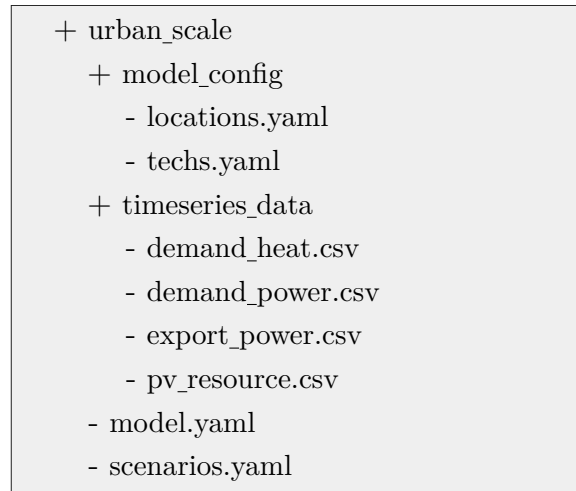 + urban_scale
+ model_config
- locations.yaml
- techs.yaml
+ timeseries_data
- demand_heat.csv
- demand_power.csv
- export_power.csv
- pv_resource.csv
- model.yaml
- scenarios.yaml